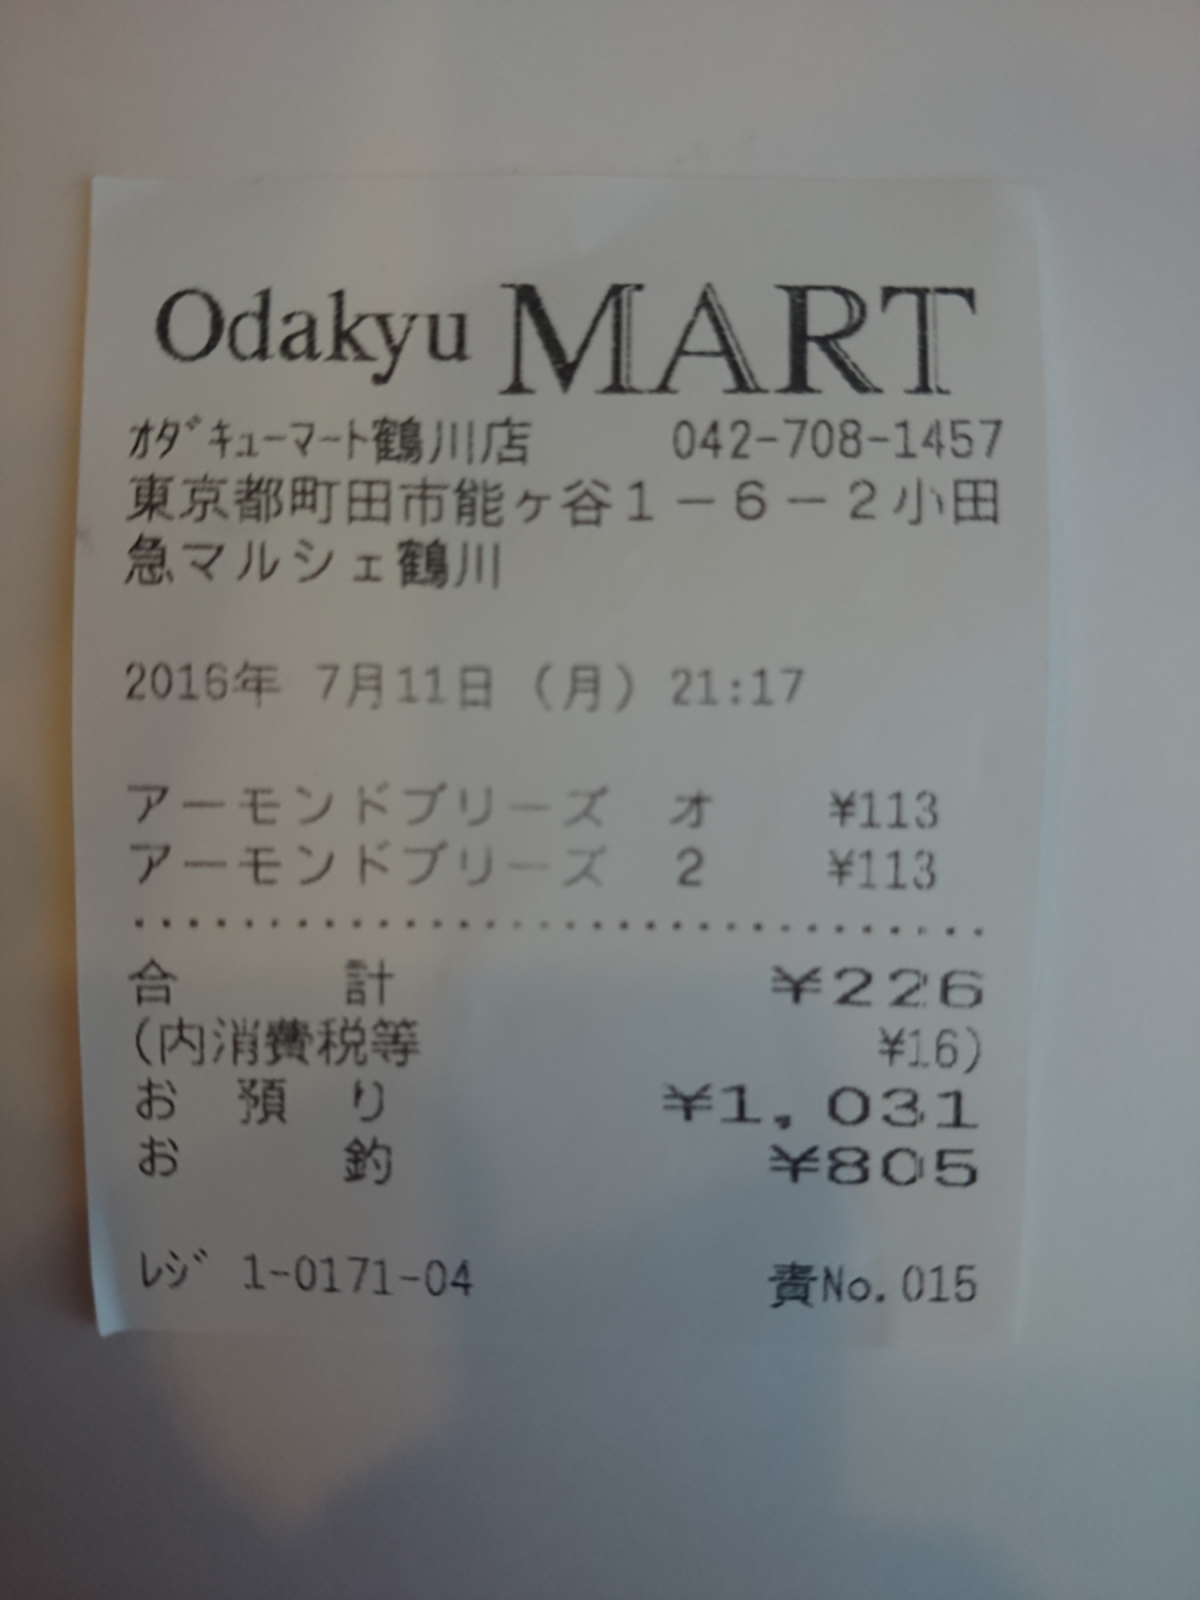 Odakyu MART
ｵﾀﾞｷｭｰﾏｰﾄ鶴川店 042-708-1457
東京都町田市能ヶ谷１－６－２小田
急マルシェ鶴川
2016年 7月11日（月）21:17
アーモンドブリーズ　オ ¥113
アーモンドブリーズ　２ ¥113
合計 ¥226
(内消費税等 ¥16)
お預り ¥1,031
お釣 ¥805
ﾚｼﾞ 1-0171-04 責No.015